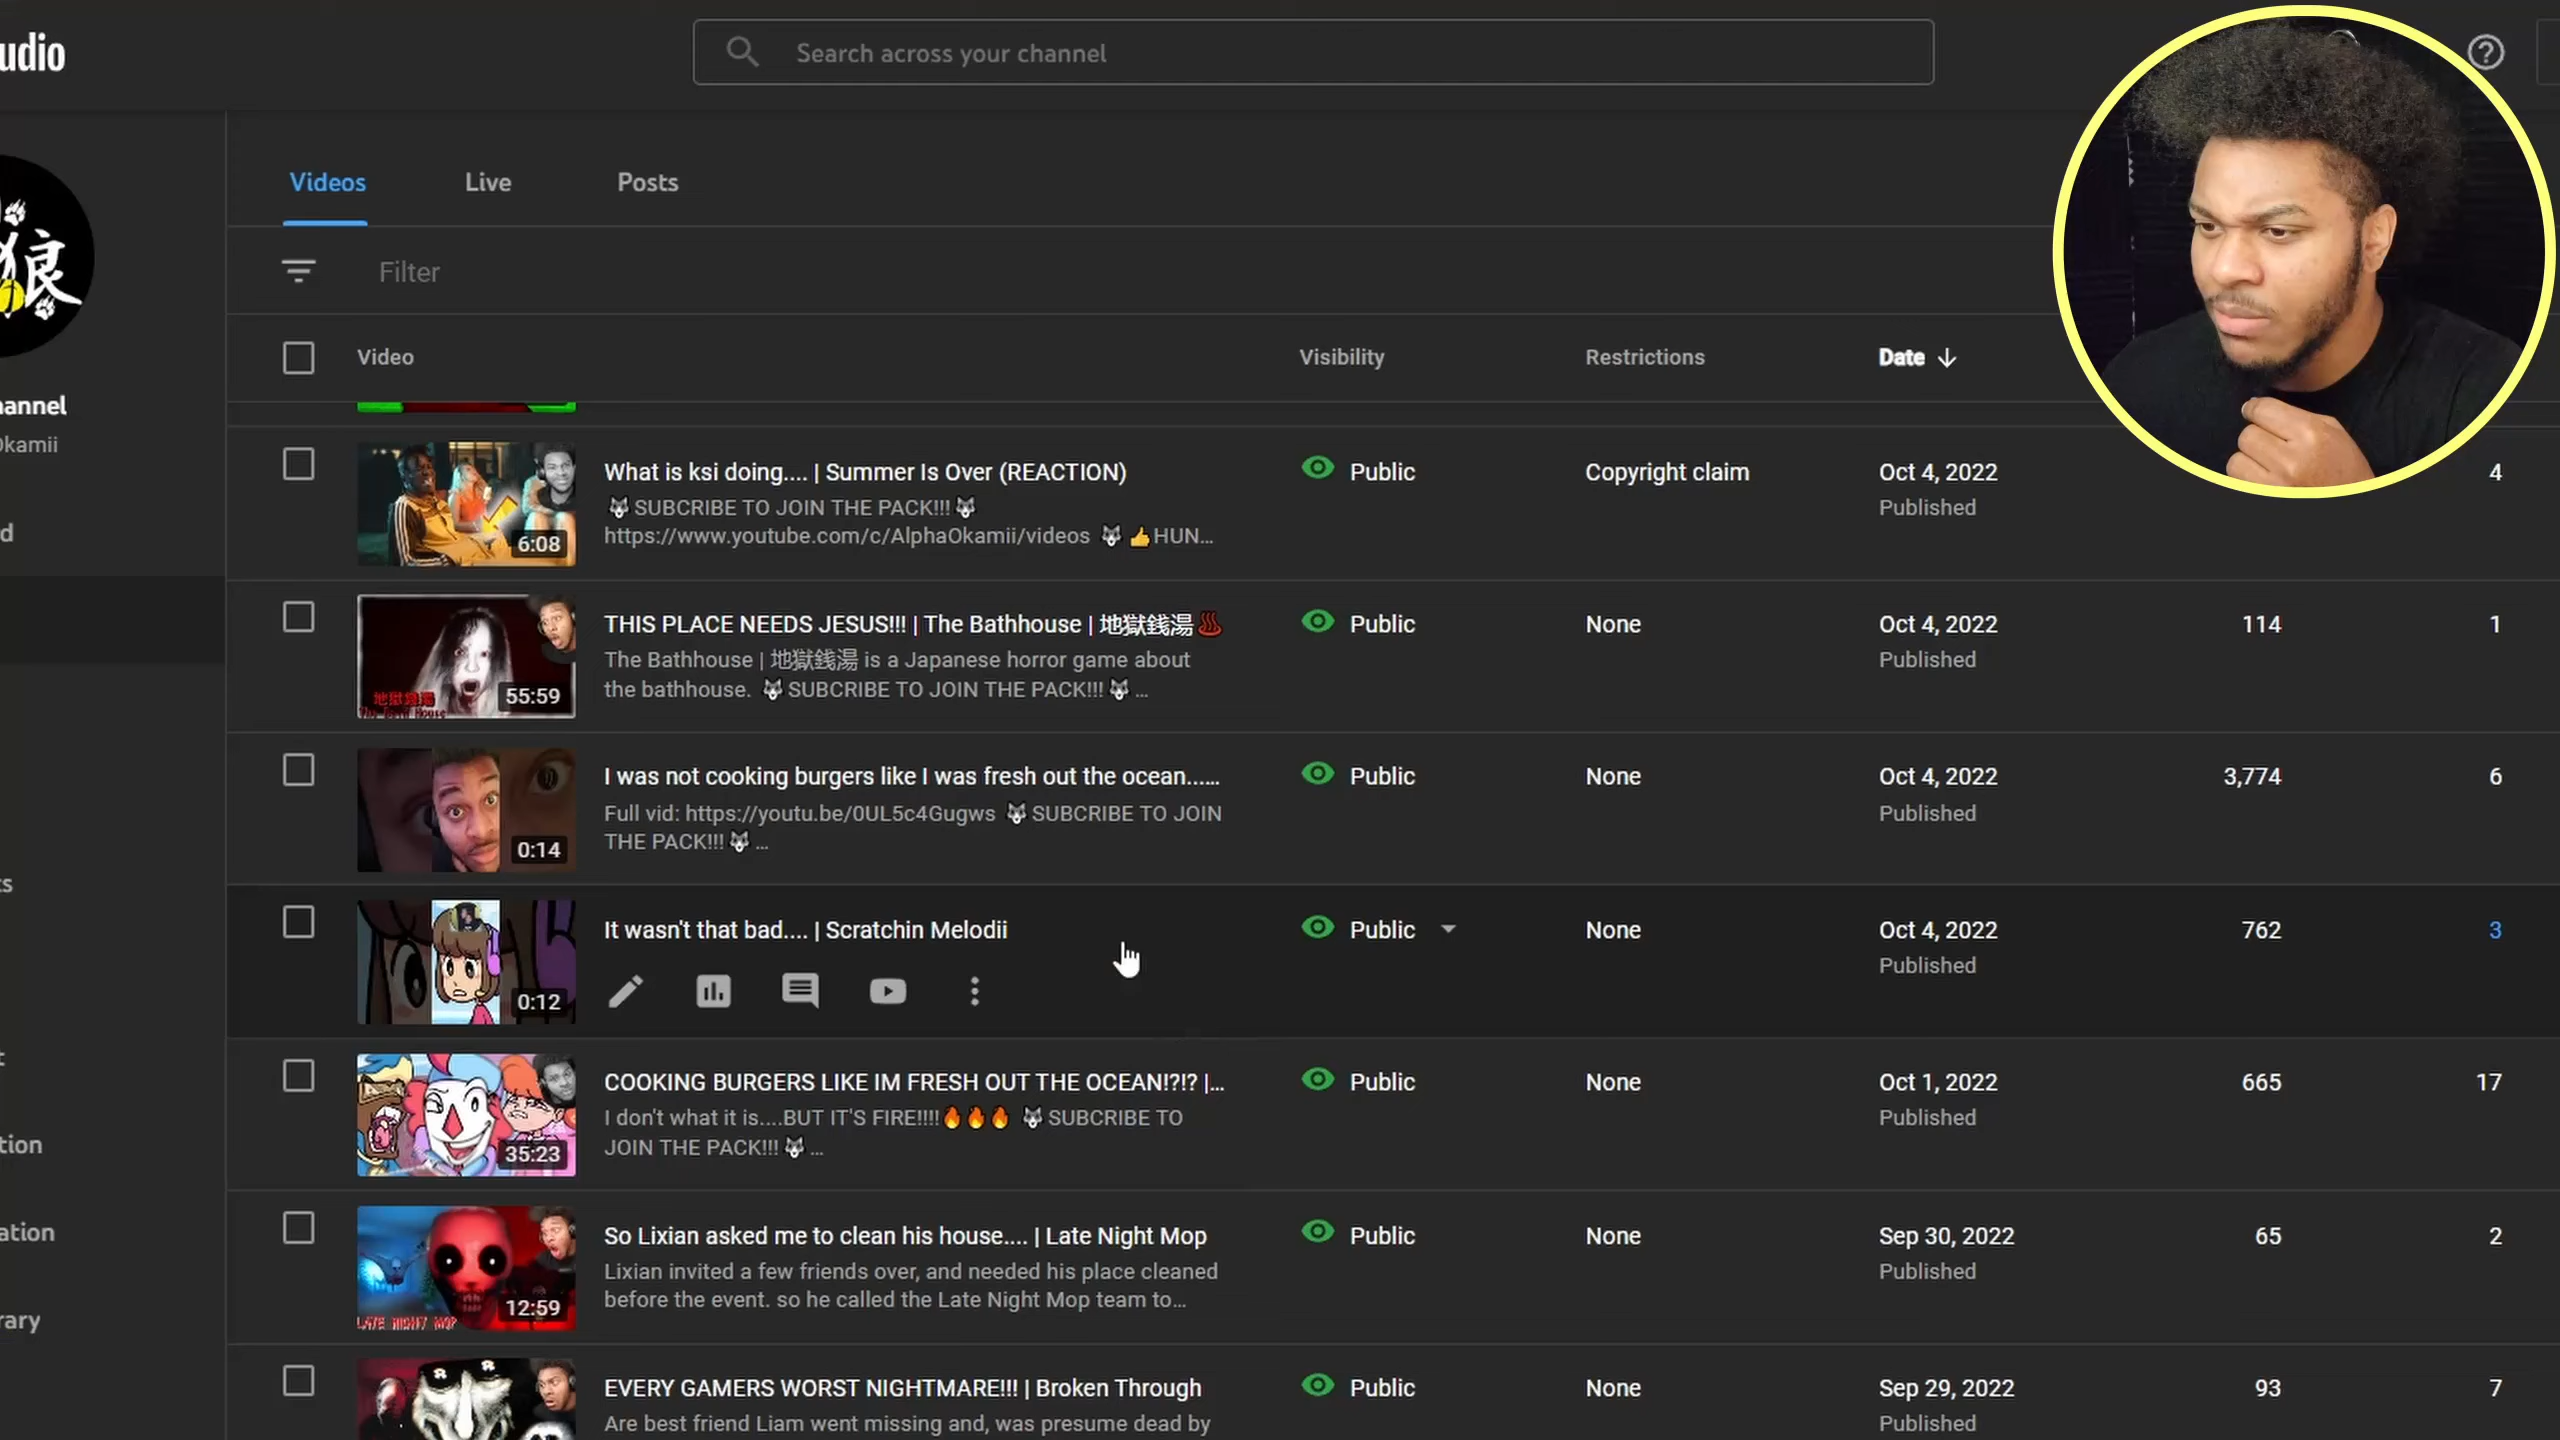 udio
Search across your channel
狼
annel
Okamii
d
s
t
tion
ation
rary
Videos Live Posts
Filter
Video Visibility Restrictions Date
6:08
What is ksi doing.... | Summer Is Over (REACTION) Public Copyright claim Oct 4, 2022 4
🐺SUBCRIBE TO JOIN THE PACK!!!🐺 Published
https://www.youtube.com/c/AlphaOkamii/videos 🐺 👍HUN...
地獄銭湯
55:59
THIS PLACE NEEDS JESUS!!! | The Bathhouse | 地獄銭湯♨ Public None Oct 4, 2022 114 1
The Bathhouse | 地獄銭湯 is a Japanese horror game about Published
the bathhouse. 🐺SUBCRIBE TO JOIN THE PACK!!!🐺 ...
0:14
I was not cooking burgers like I was fresh out the ocean...... Public None Oct 4, 2022 3,774 6
Full vid: https://youtu.be/0UL5c4Gugws 🐺SUBCRIBE TO JOIN Published
THE PACK!!!🐺 ...
0:12
It wasn't that bad.... | Scratchin Melodii Public None Oct 4, 2022 762 3
Published
35:23
COOKING BURGERS LIKE IM FRESH OUT THE OCEAN!?!? |... Public None Oct 1, 2022 665 17
I don't what it is....BUT IT'S FIRE!!!!🔥🔥🔥 🐺SUBCRIBE TO Published
JOIN THE PACK!!!🐺 ...
LATE NIGHT MOP
12:59
So Lixian asked me to clean his house.... | Late Night Mop Public None Sep 30, 2022 65 2
Lixian invited a few friends over, and needed his place cleaned Published
before the event. so he called the Late Night Mop team to...
EVERY GAMERS WORST NIGHTMARE!!! | Broken Through Public None Sep 29, 2022 93 7
Are best friend Liam went missing and, was presume dead by Published